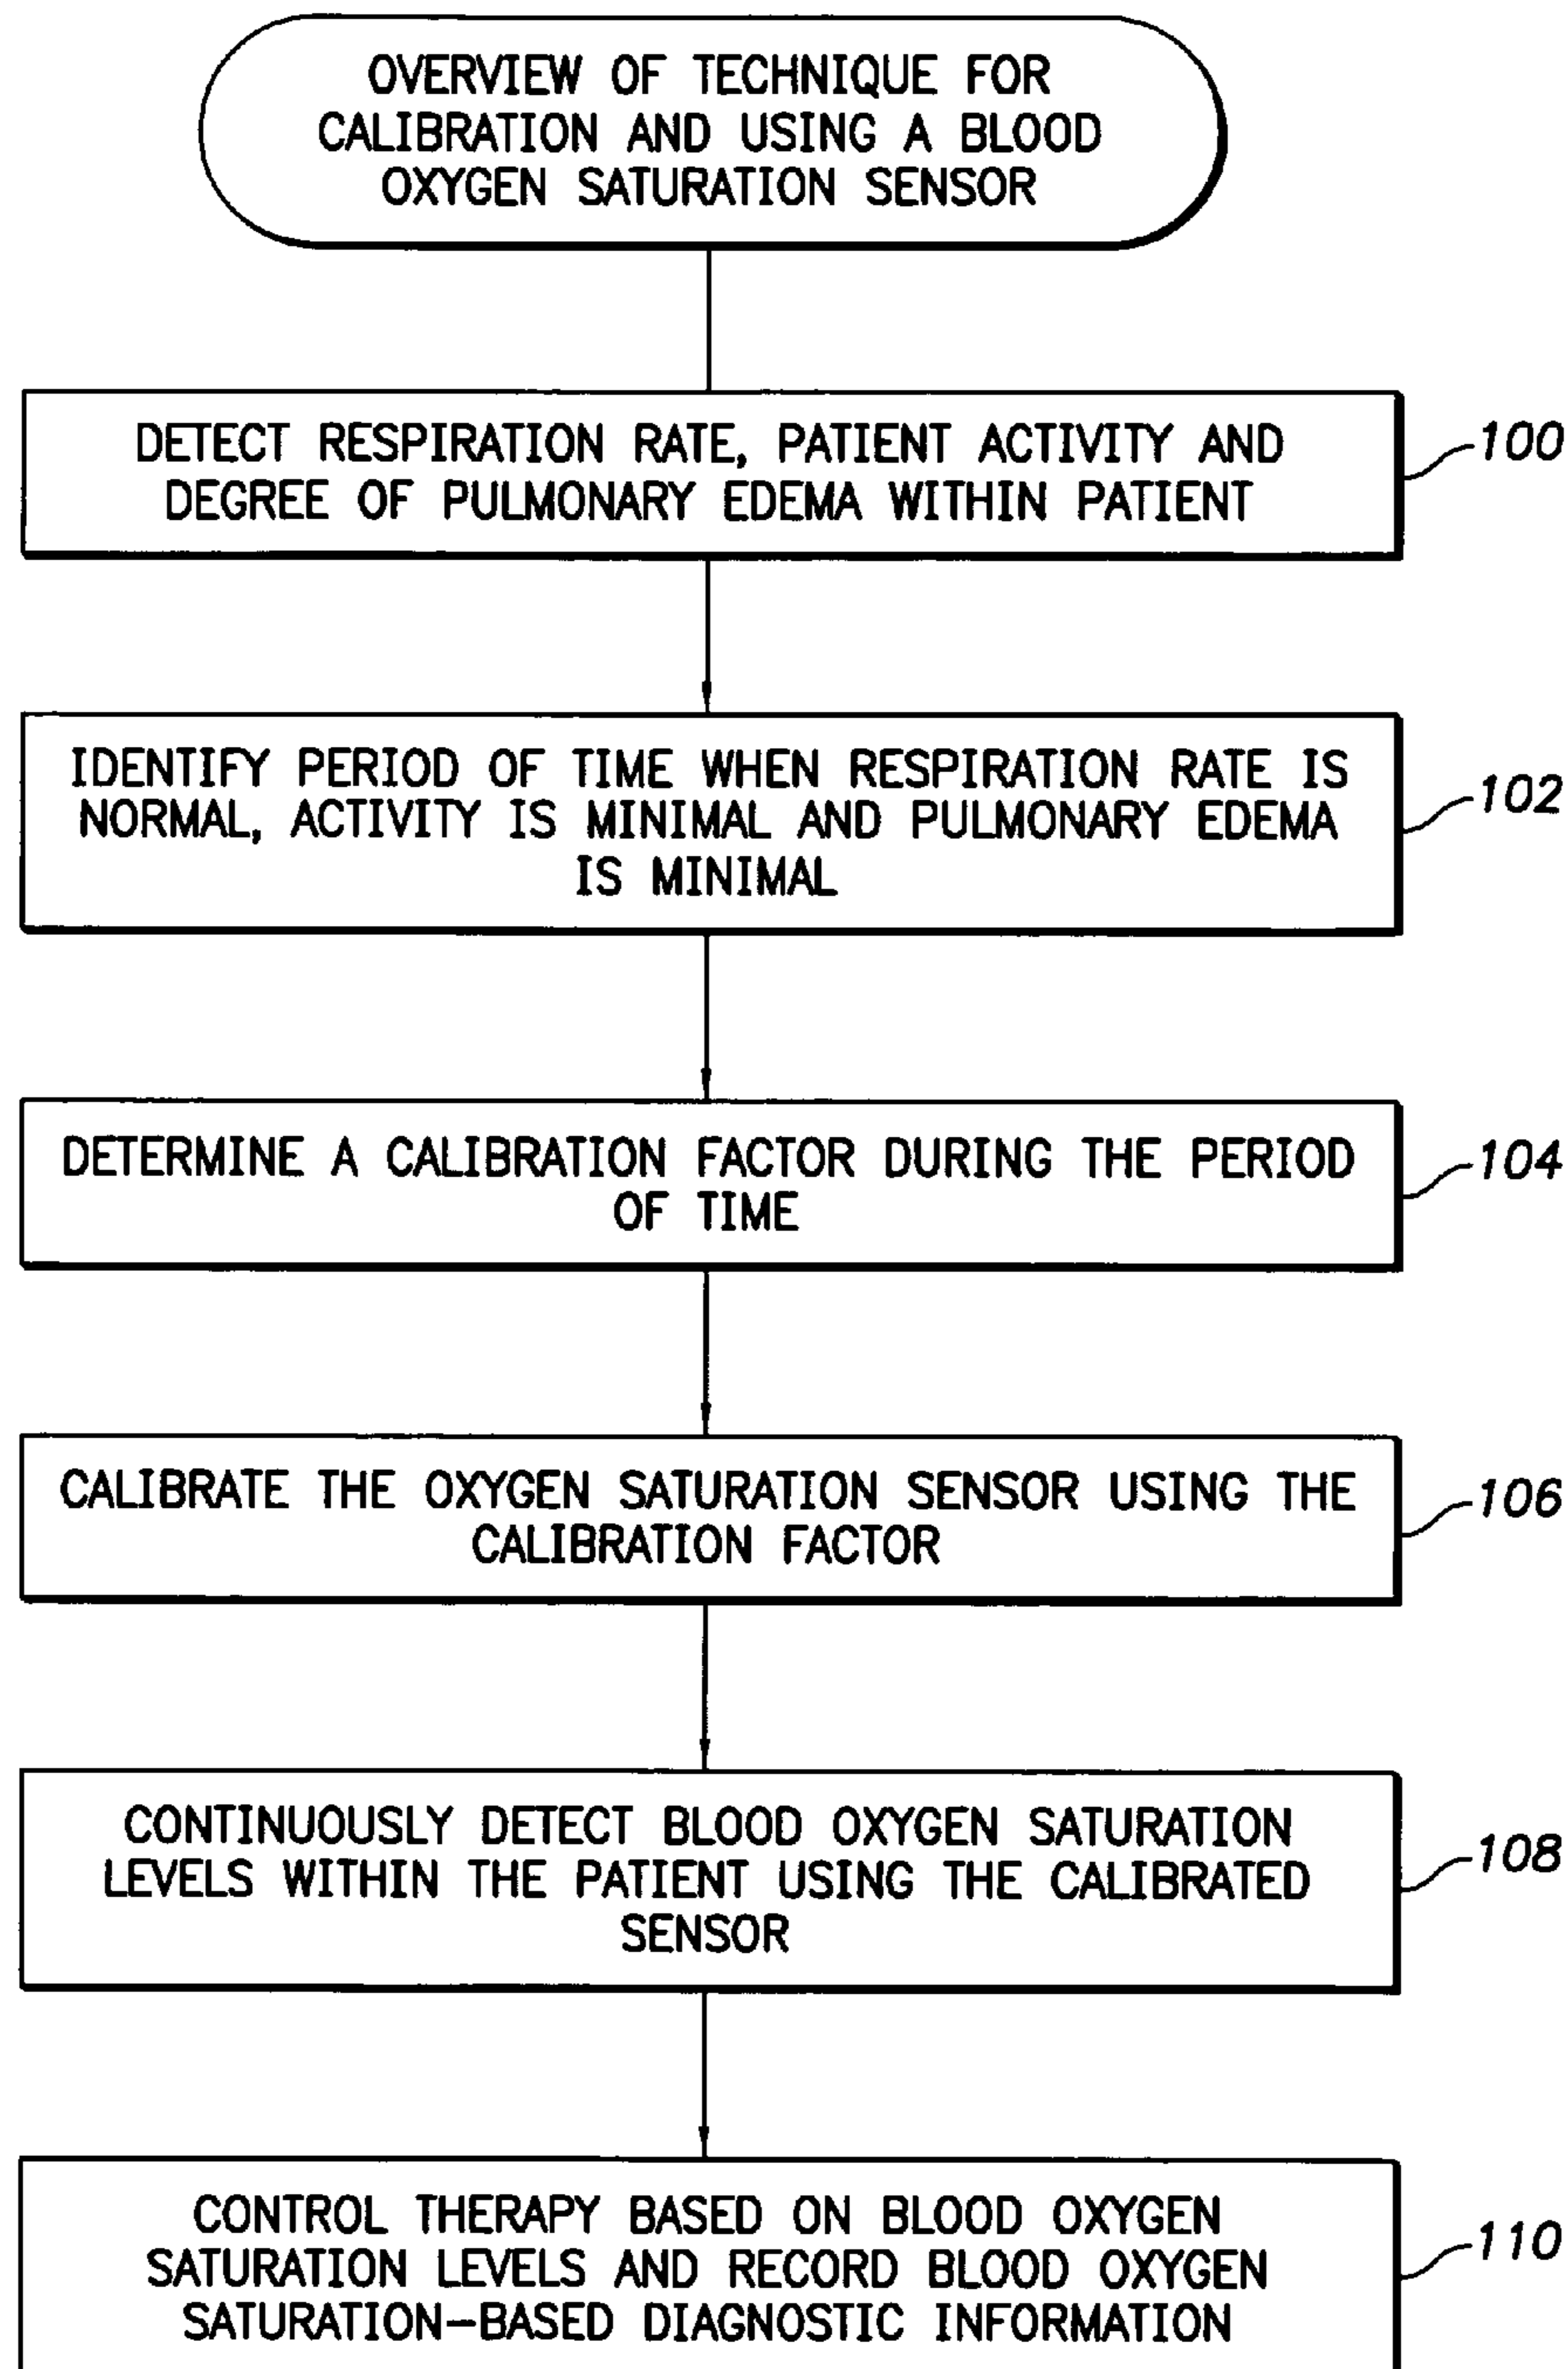 OVERVIEW OF TECHNIQUE FOR
CALIBRATION AND USING A BLOOD
OXYGEN SATURATION SENSOR
DETECT RESPIRATION RATE, PATIENT ACTIVITY AND
DEGREE OF PULMONARY EDEMA WITHIN PATIENT
100
IDENTIFY PERIOD OF TIME WHEN RESPIRATION RATE IS
NORMAL, ACTIVITY IS MINIMAL AND PULMONARY EDEMA
IS MINIMAL
102
DETERMINE A CALIBRATION FACTOR DURING THE PERIOD
OF TIME
104
CALIBRATE THE OXYGEN SATURATION SENSOR USING THE
CALIBRATION FACTOR
106
CONTINUOUSLY DETECT BLOOD OXYGEN SATURATION
LEVELS WITHIN THE PATIENT USING THE CALIBRATED
SENSOR
108
CONTROL THERAPY BASED ON BLOOD OXYGEN
SATURATION LEVELS AND RECORD BLOOD OXYGEN
SATURATION-BASED DIAGNOSTIC INFORMATION
110